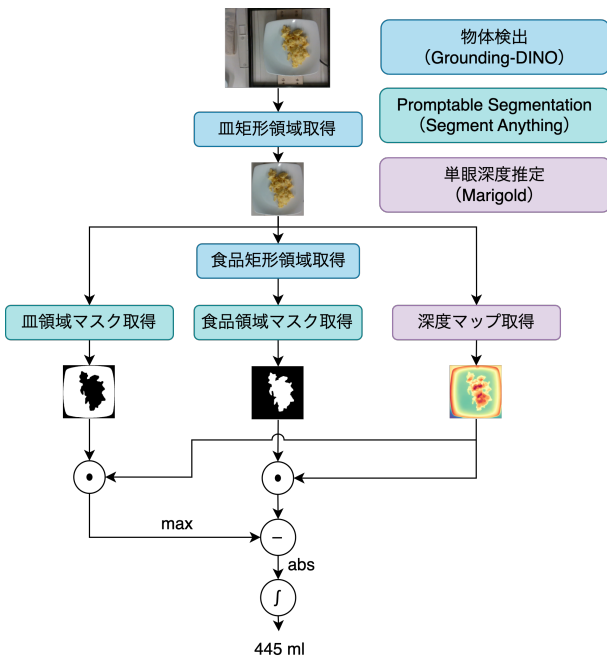 物体検出
(Grounding-DINO)
Promptable Segmentation
(Segment Anything)
単眼深度推定
(Marigold)
皿矩形領域取得
食品矩形領域取得
皿領域マスク取得
食品領域マスク取得
深度マップ取得
max
−
abs
∫
445 ml